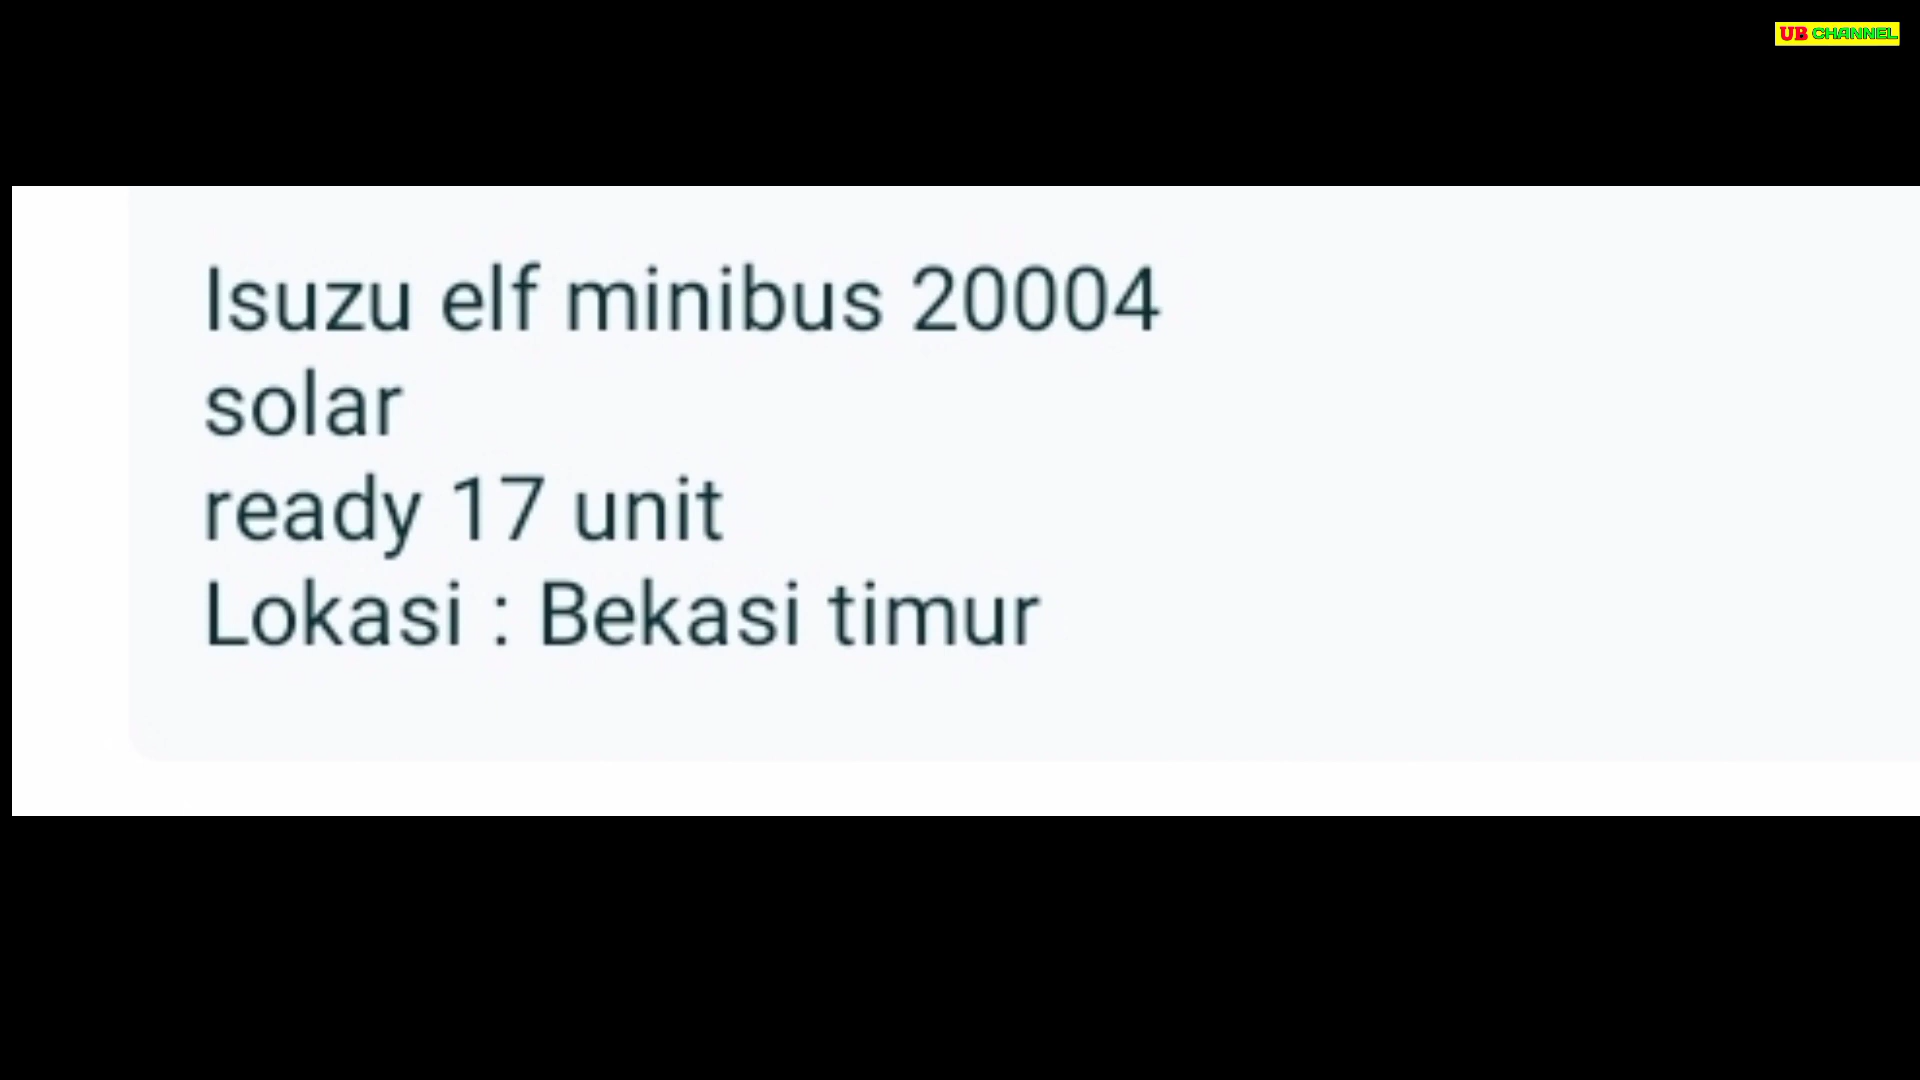 UB CHANNEL
Isuzu elf minibus 20004
solar
ready 17 unit
Lokasi : Bekasi timur